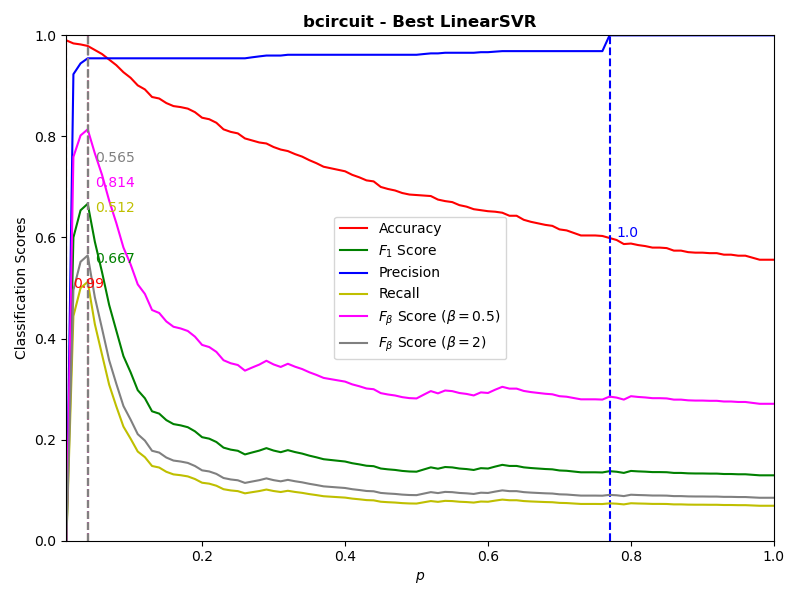 bcircuit - Best LinearSVR
Classification Scores
1.0
0.8
0.6
0.4
0.2
0.0
0.565
0.814
0.512
0.667
0.99
1.0
Accuracy
F₁ Score
Precision
Recall
Fᵦ Score (β = 0.5)
Fᵦ Score (β = 2)
0.2
0.4
0.6
0.8
1.0
p